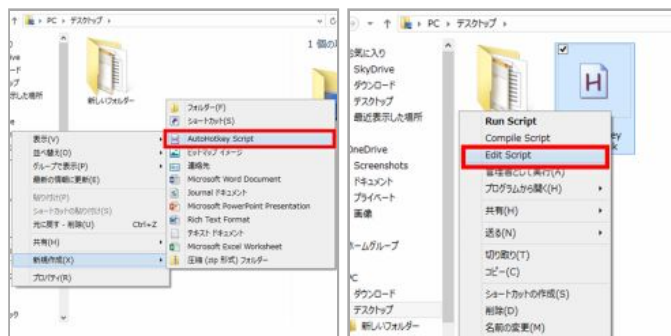 ↑ PC ▸ デスクトップ ▸
1 個の
新しいフォルダー
した場所
表示(V)
並べ替え(O)
グループで表示(P)
最新の情報に更新(E)
貼り付け(P)
ショートカットの貼り付け(S)
元に戻す - 削除(U) Ctrl+Z
共有(H)
新規作成(X)
プロパティ(R)
フォルダー(F)
ショートカット(S)
AutoHotkey Script
ビットマップ イメージ
連絡先
Microsoft Word Document
Journal ドキュメント
Microsoft PowerPoint Presentation
Rich Text Format
テキスト ドキュメント
Microsoft Excel Worksheet
圧縮 (zip 形式) フォルダー
↑ PC ▸ デスクトップ ▸
お気に入り
SkyDrive
ダウンロード
デスクトップ
最近表示した場所
OneDrive
Screenshots
ドキュメント
プライベート
画像
ホームグループ
PC
ダウンロード
デスクトップ
新しいフォルダー
H
Run Script
Compile Script
Edit Script
管理者として実行(A)
プログラムから開く(H)
共有(H)
送る(N)
切り取り(T)
コピー(C)
ショートカットの作成(S)
削除(D)
名前の変更(M)